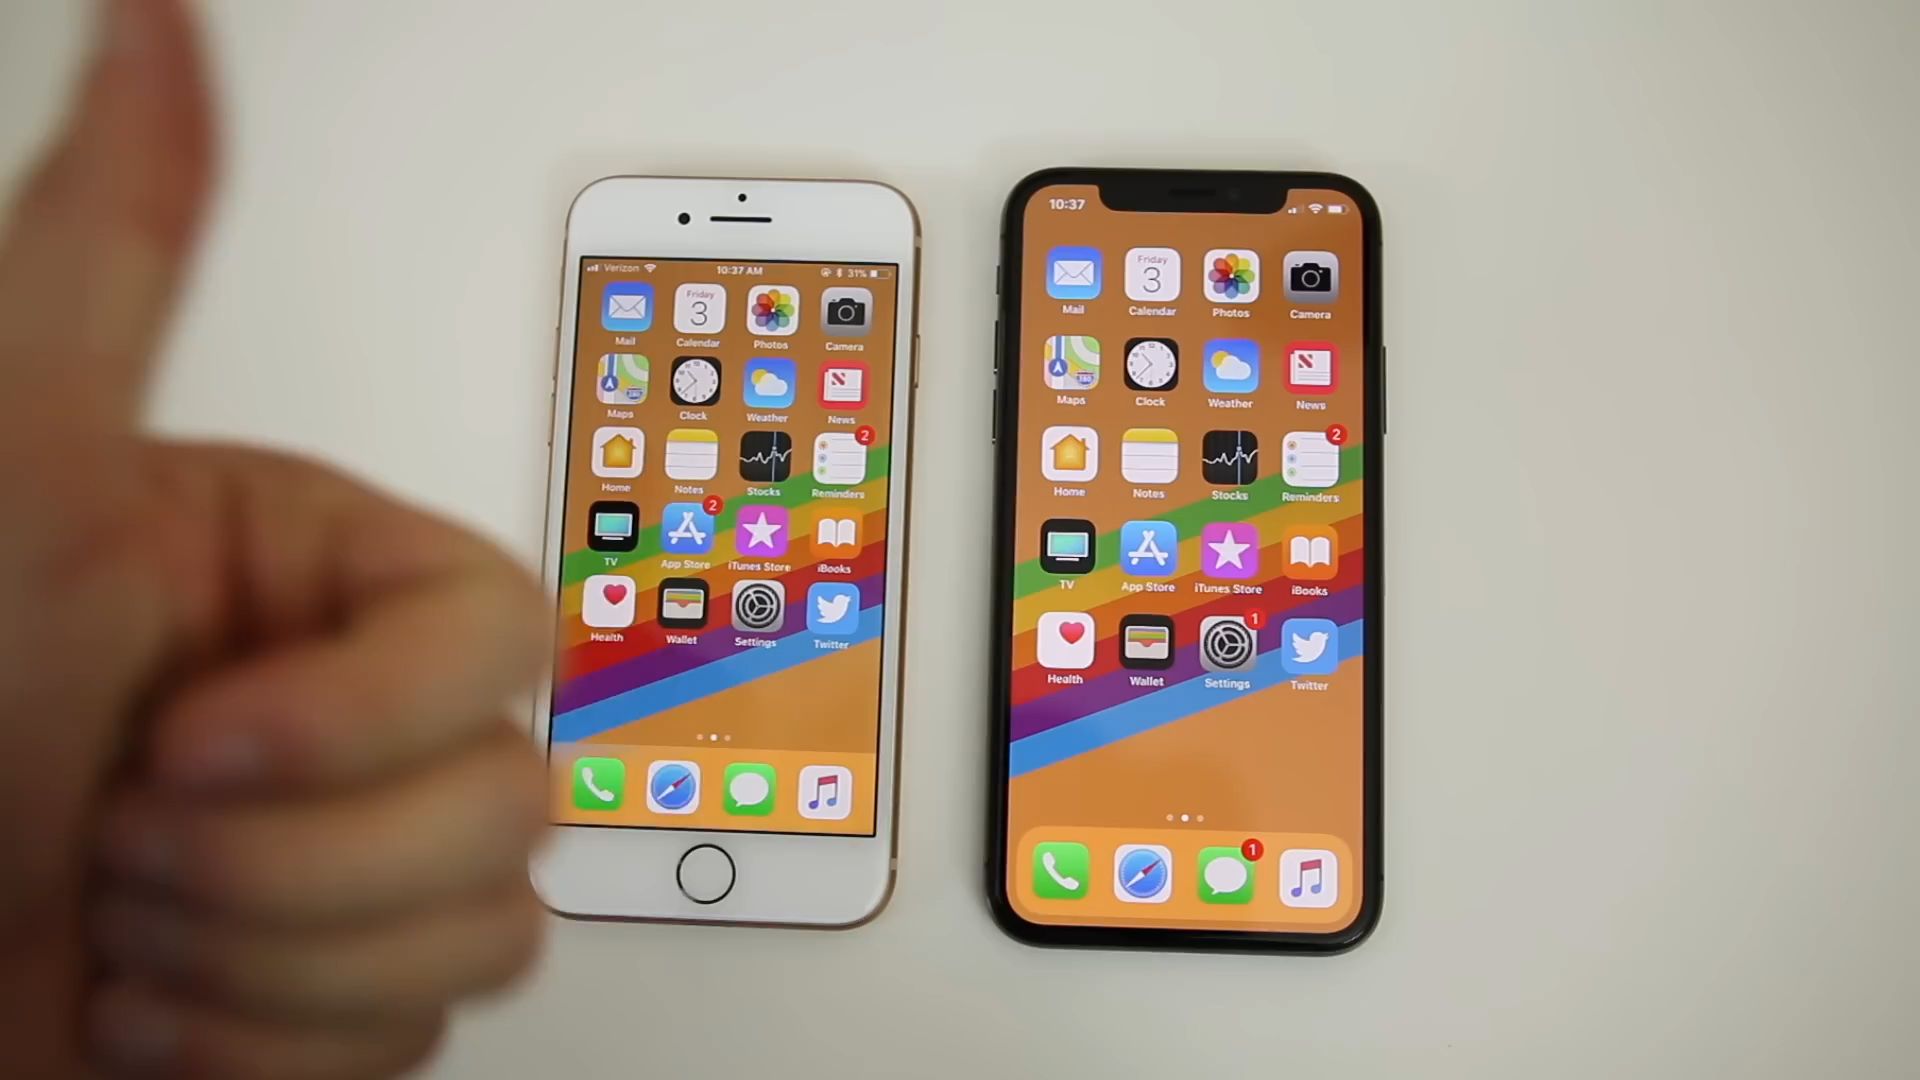 Verizon 10:37 AM 31%
Friday
3
Mail Calendar Photos Camera
280
Maps Clock Weather News
2
Home Notes Stocks Reminders
2
TV App Store iTunes Store iBooks
Health Wallet Settings Twitter
10:37
Friday
3
Mail Calendar Photos Camera
280
Maps Clock Weather News
2
Home Notes Stocks Reminders
TV App Store iTunes Store iBooks
1
Health Wallet Settings Twitter
1